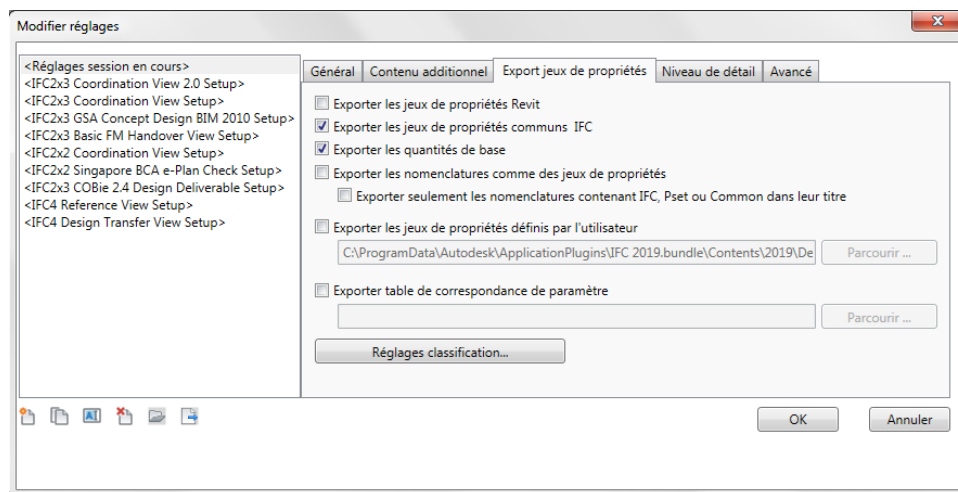 Modifier réglages
<Réglages session en cours>
<IFC2x3 Coordination View 2.0 Setup>
<IFC2x3 Coordination View Setup>
<IFC2x3 GSA Concept Design BIM 2010 Setup>
<IFC2x3 Basic FM Handover View Setup>
<IFC2x2 Coordination View Setup>
<IFC2x2 Singapore BCA e-Plan Check Setup>
<IFC2x3 COBie 2.4 Design Deliverable Setup>
<IFC4 Reference View Setup>
<IFC4 Design Transfer View Setup>
Général Contenu additionnel Export jeux de propriétés Niveau de détail Avancé
Exporter les jeux de propriétés Revit
Exporter les jeux de propriétés communs IFC
Exporter les quantités de base
Exporter les nomenclatures comme des jeux de propriétés
Exporter seulement les nomenclatures contenant IFC, Pset ou Common dans leur titre
Exporter les jeux de propriétés définis par l'utilisateur
C:\ProgramData\Autodesk\ApplicationPlugins\IFC 2019.bundle\Contents\2019\De Parcourir ...
Exporter table de correspondance de paramètre
Parcourir ...
Réglages classification...
OK Annuler